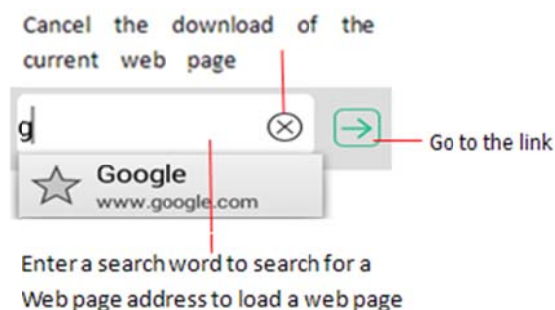 Cancel the download of the
current web page
g
Go to the link
Google
www.google.com
Enter a search word to search for a
Web page address to load a web page